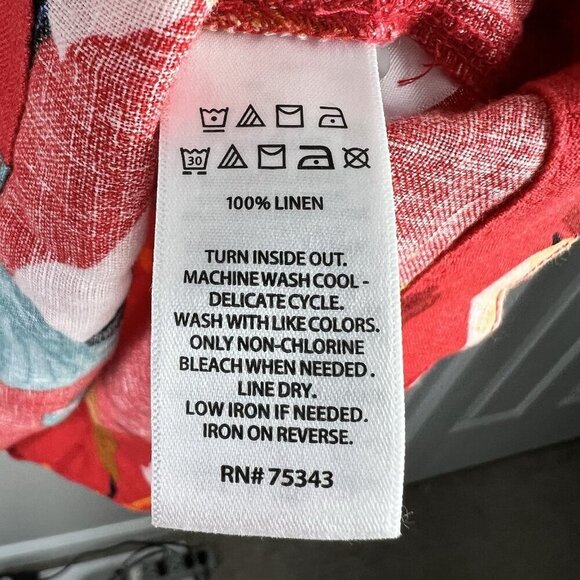 30
100% LINEN
TURN INSIDE OUT.
MACHINE WASH COOL -
DELICATE CYCLE.
WASH WITH LIKE COLORS.
ONLY NON-CHLORINE
BLEACH WHEN NEEDED.
LINE DRY.
LOW IRON IF NEEDED.
IRON ON REVERSE.
RN# 75343